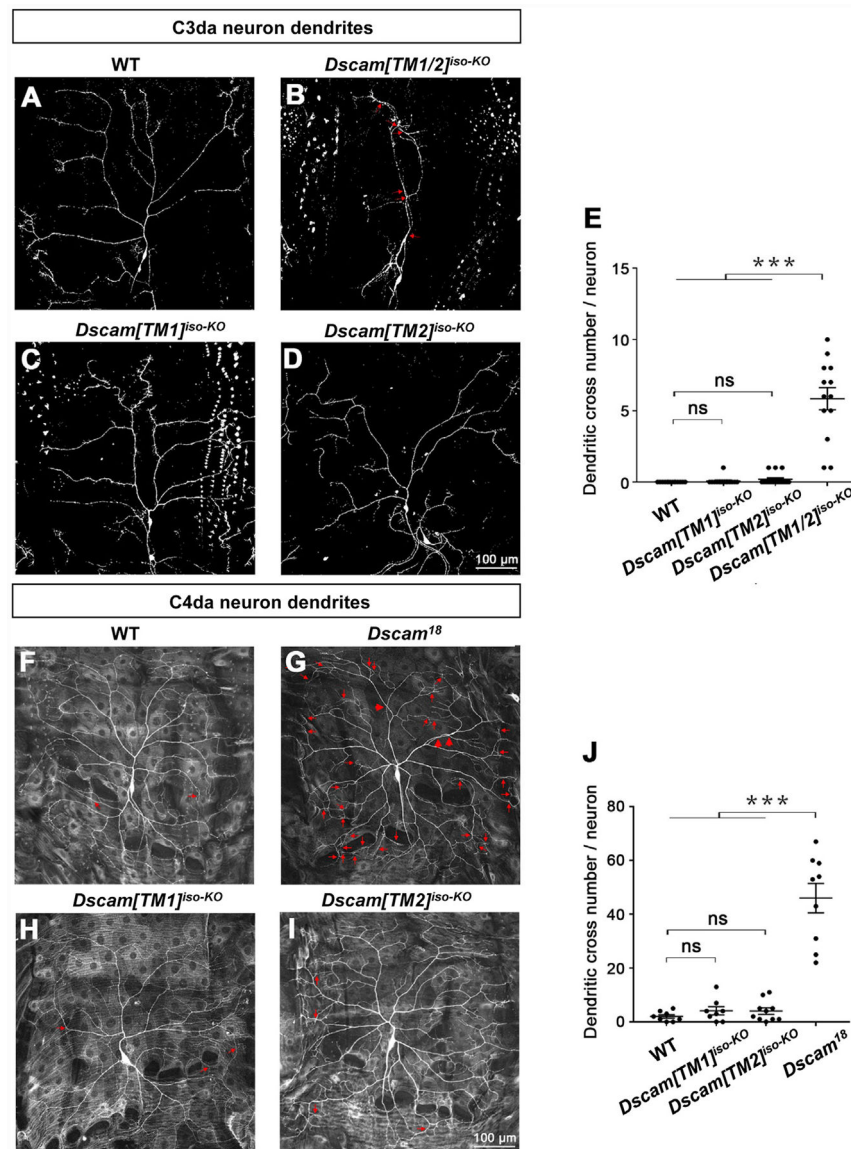 C3da neuron dendrites
WT
Dscam[TM1/2]iso-KO
A
B
Dscam[TM1]iso-KO
Dscam[TM2]iso-KO
C
D
100 µm
E
Dendritic cross number / neuron
15
10
5
0
***
ns
ns
WT
Dscam[TM1]iso-KO
Dscam[TM2]iso-KO
Dscam[TM1/2]iso-KO
C4da neuron dendrites
WT
Dscam18
F
G
Dscam[TM1]iso-KO
Dscam[TM2]iso-KO
H
I
100 µm
J
Dendritic cross number / neuron
80
60
40
20
0
***
ns
ns
WT
Dscam[TM1]iso-KO
Dscam[TM2]iso-KO
Dscam18